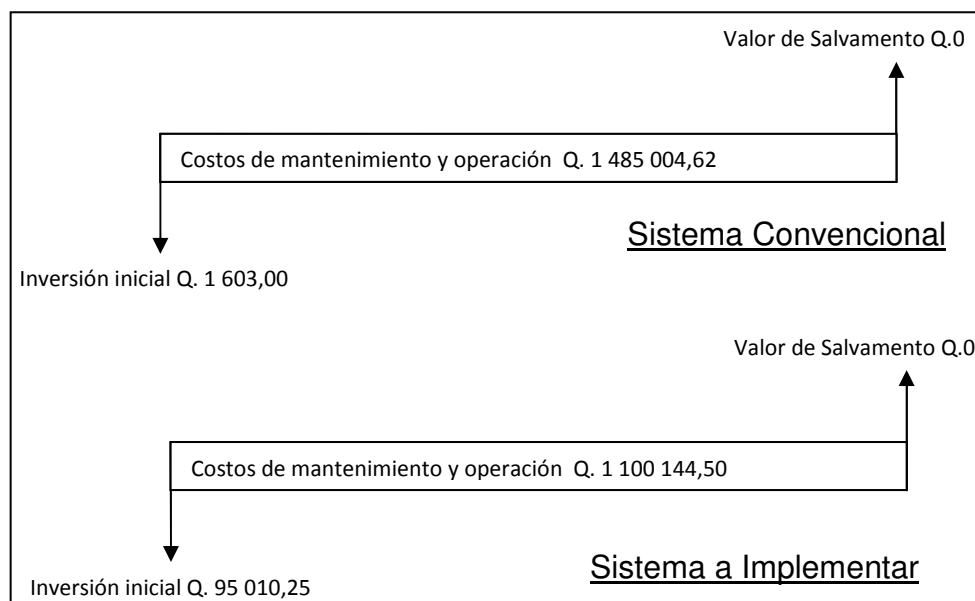 Valor de Salvamento Q.0
Costos de mantenimiento y operación Q. 1 485 004,62
Sistema Convencional
Inversión inicial Q. 1 603,00
Valor de Salvamento Q.0
Costos de mantenimiento y operación Q. 1 100 144,50
Sistema a Implementar
Inversión inicial Q. 95 010,25